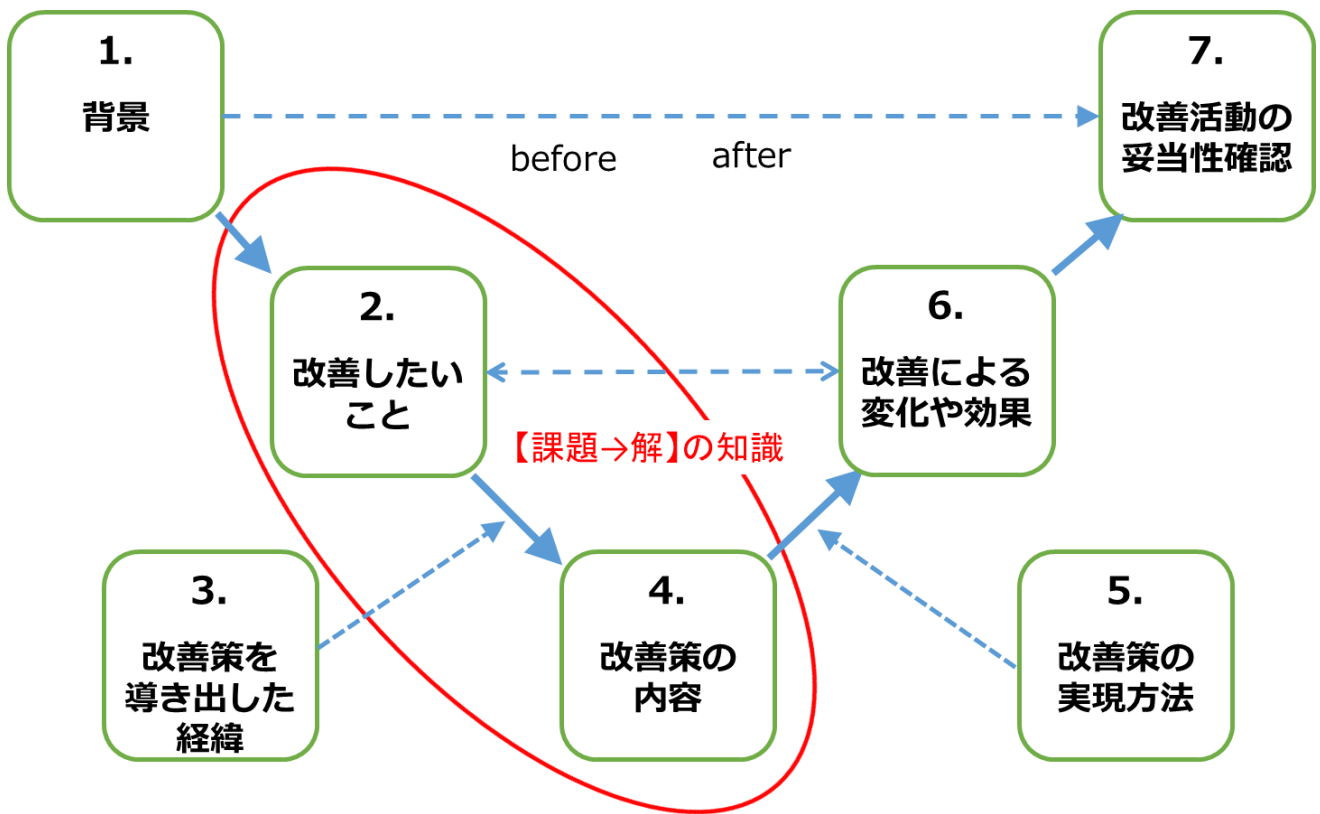 1.
背景
7.
改善活動の
妥当性確認
before
after
2.
改善したい
こと
6.
改善による
変化や効果
【課題→解】の知識
3.
改善策を
導き出した
経緯
4.
改善策の
内容
5.
改善策の
実現方法